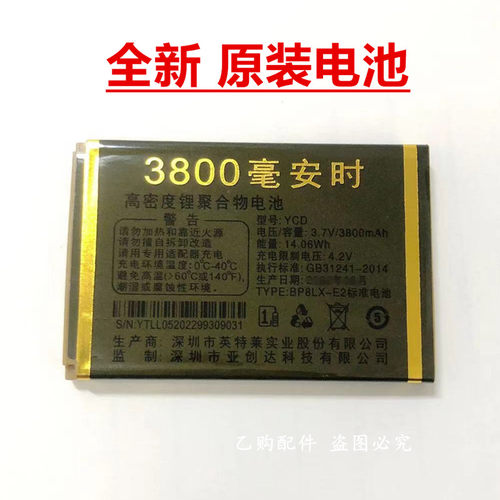 全新 原装电池
3800毫安时
高密度锂聚合物电池
警告
请勿加热和靠近火源
请勿擅自拆卸改造
请用专用适配器充电
充电环境温度:0℃-40℃
避免高温(>60℃或140℉)
潮湿或腐蚀性环境
S/N:YTLL05202299309031
型号:YCD
电压/容量:3.7V/3800mAh
能量:14.06Wh
充电限制电压:4.2V
执行标准:GB31241-2014
生产日期:
TYPE:BP8LX-E2标准电池
1
5
生产商:深圳市英特莱实业股份有限公司
监制:深圳市亚创达科技有限公司
乙购配件 盗图必究